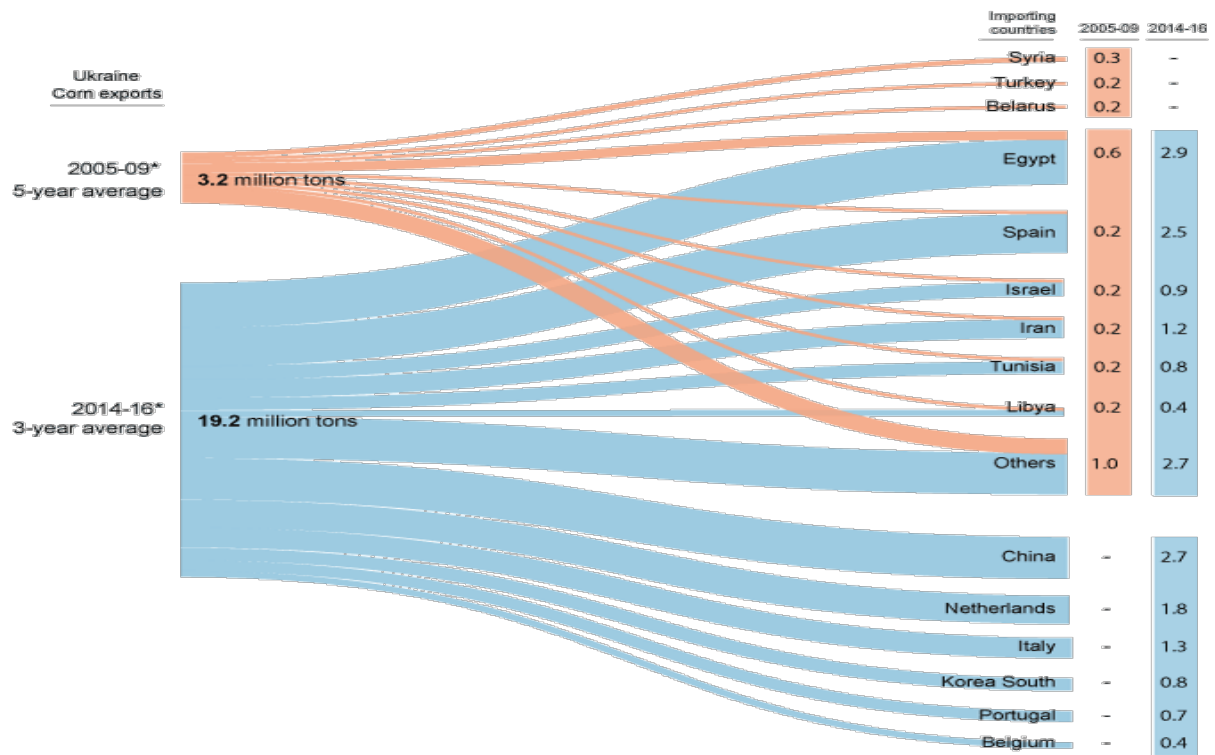 Importing
countries 2005-09 2014-16
Ukraine
Corn exports
Syria 0.3 -
Turkey 0.2 -
Belarus 0.2 -
2005-09*
5-year average
3.2 million tons
Egypt 0.6 2.9
Spain 0.2 2.5
Israel 0.2 0.9
Iran 0.2 1.2
Tunisia 0.2 0.8
Libya 0.2 0.4
2014-16*
3-year average
19.2 million tons
Others 1.0 2.7
China - 2.7
Netherlands - 1.8
Italy - 1.3
Korea South - 0.8
Portugal - 0.7
Belgium - 0.4